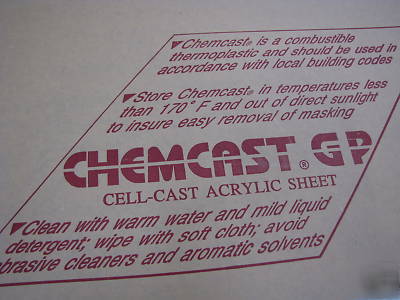 ▼Chemcast® is a combustible
thermoplastic and should be used in
accordance with local building codes
▼Store Chemcast® in temperatures less
than 170°F and out of direct sunlight
to insure easy removal of masking
CHEMCAST® GP
CELL-CAST ACRYLIC SHEET
▼Clean with warm water and mild liquid
detergent; wipe with soft cloth; avoid
abrasive cleaners and aromatic solvents